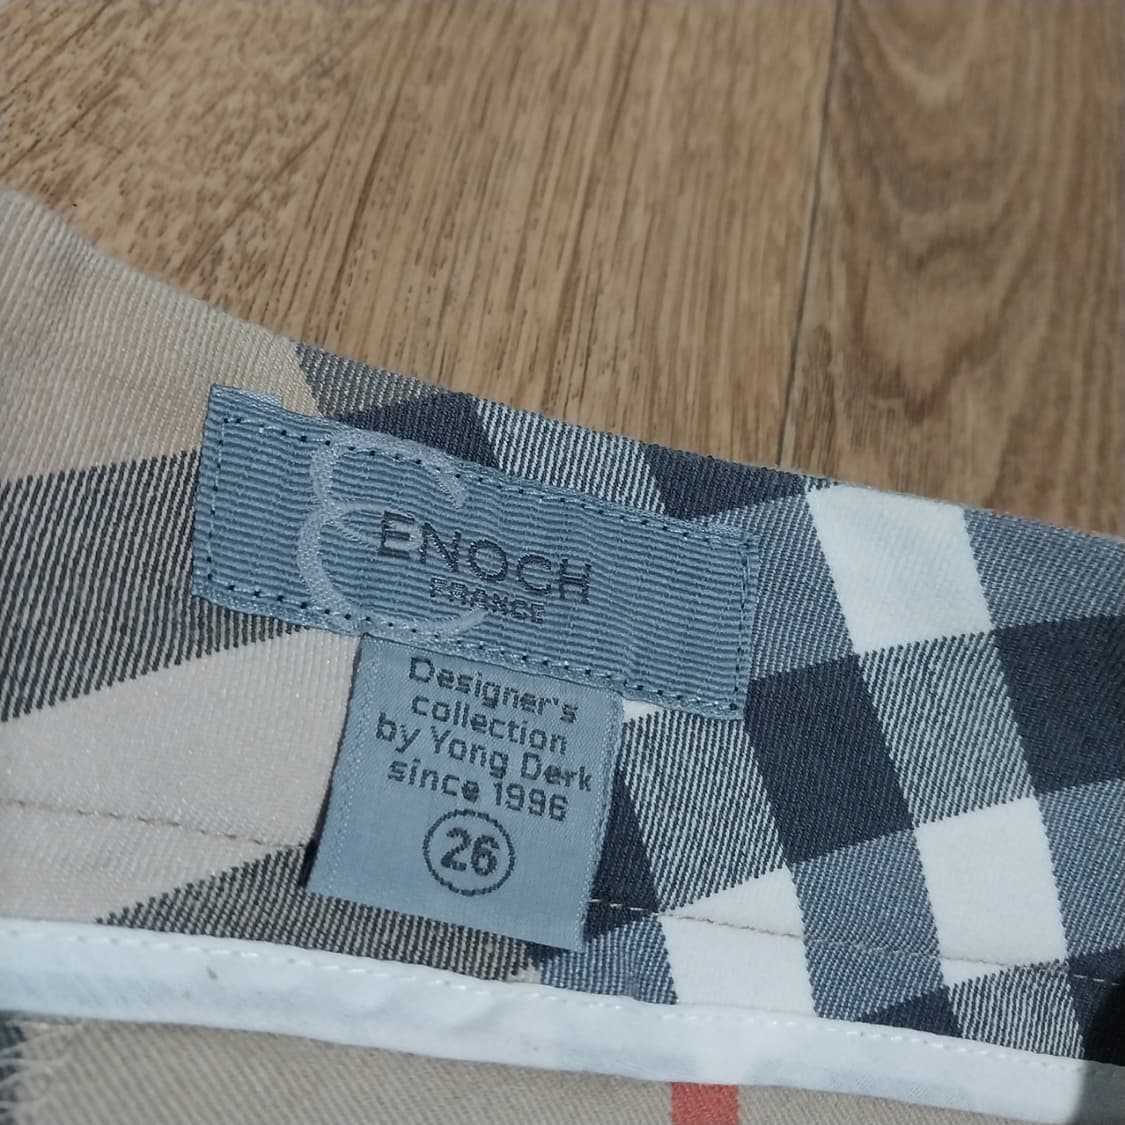 ENOCH
FRANCE
Designer's
collection
by Yong Derk
since 1996
26